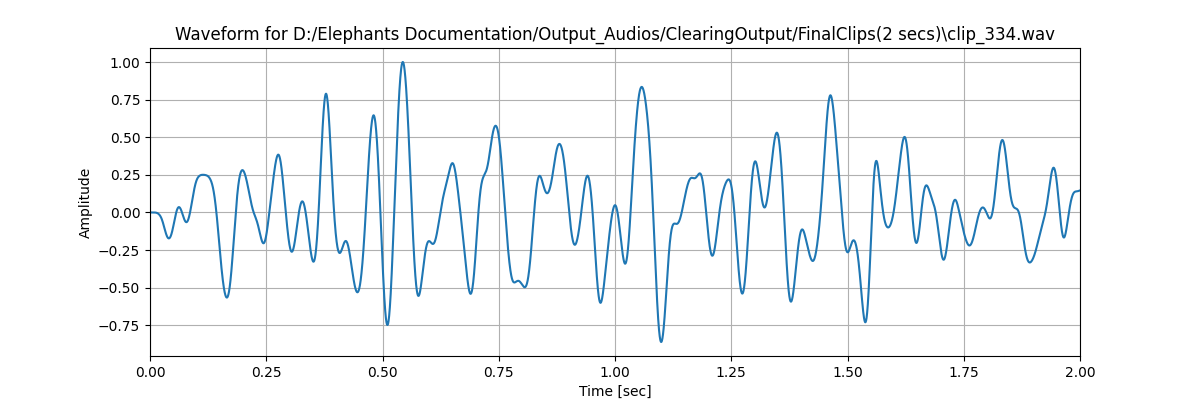 Waveform for D:/Elephants Documentation/Output_Audios/ClearingOutput/FinalClips(2 secs)\clip_334.wav
1.00
0.75
0.50
0.25
0.00
−0.25
−0.50
−0.75
Amplitude
0.00 0.25 0.50 0.75 1.00 1.25 1.50 1.75 2.00
Time [sec]